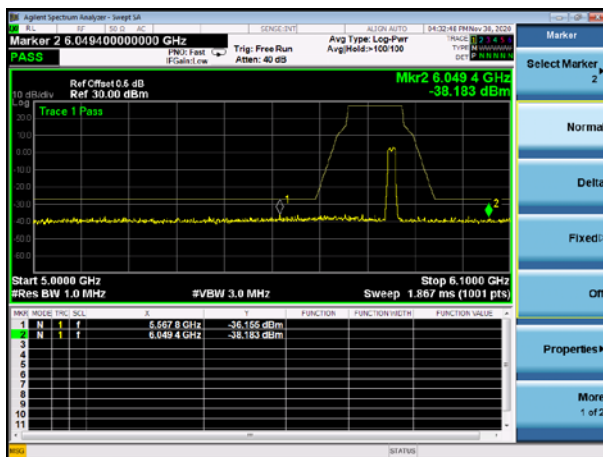 Agilent Spectrum Analyzer - Swept SA
RL RF 50 Ω AC SENSE:INT ALIGN AUTO 04:32:48 PM Nov 30, 2020
Marker 2 6.049400000000 GHz
PASS
PNO: Fast
IFGain:Low
Trig: Free Run
Atten: 40 dB
Avg Type: Log-Pwr
Avg|Hold:>100/100
TRACE 1 2 3 4 5 6
TYPE M WWWWW
DET P N N N N N
Ref Offset 0.5 dB
Ref 30.00 dBm
10 dB/div
Log
Mkr2 6.049 4 GHz
-38.183 dBm
Trace 1 Pass
20.0
10.0
0.00
-10.0
-20.0
-30.0
-40.0
-50.0
-60.0
1
2
Start 5.0000 GHz
Stop 6.1000 GHz
#Res BW 1.0 MHz
#VBW 3.0 MHz
Sweep 1.867 ms (1001 pts)
MKR MODE TRC SCL X Y FUNCTION FUNCTION WIDTH FUNCTION VALUE
1 N 1 f 5.567 8 GHz -36.155 dBm
2 N 1 f 6.049 4 GHz -38.183 dBm
3
4
5
6
7
8
9
10
11
MSG
STATUS
Marker
Select Marker
2
Normal
Delta
Fixed
Off
Properties
More
1 of 2